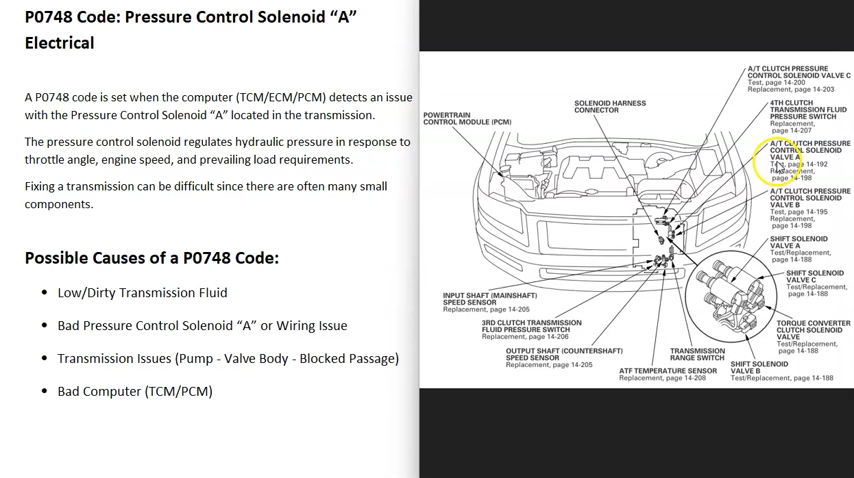 P0748 Code: Pressure Control Solenoid “A”
Electrical
A P0748 code is set when the computer (TCM/ECM/PCM) detects an issue
with the Pressure Control Solenoid “A” located in the transmission.
The pressure control solenoid regulates hydraulic pressure in response to
throttle angle, engine speed, and prevailing load requirements.
Fixing a transmission can be difficult since there are often many small
components.
Possible Causes of a P0748 Code:
• Low/Dirty Transmission Fluid
• Bad Pressure Control Solenoid “A” or Wiring Issue
• Transmission Issues (Pump - Valve Body - Blocked Passage)
• Bad Computer (TCM/PCM)
POWERTRAIN
CONTROL MODULE (PCM)
SOLENOID HARNESS
CONNECTOR
A/T CLUTCH PRESSURE
CONTROL SOLENOID VALVE C
Test, page 14-200
Replacement, page 14-203
4TH CLUTCH
TRANSMISSION FLUID
PRESSURE SWITCH
Replacement,
page 14-207
A/T CLUTCH PRESSURE
CONTROL SOLENOID
VALVE A
Test, page 14-192
Replacement,
page 14-198
A/T CLUTCH PRESSURE
CONTROL SOLENOID
VALVE B
Test, page 14-195
Replacement,
page 14-198
SHIFT SOLENOID
VALVE A
Test/Replacement,
page 14-188
SHIFT SOLENOID
VALVE C
Test/Replacement,
page 14-188
TORQUE CONVERTER
CLUTCH SOLENOID
VALVE
Test/Replacement,
page 14-188
SHIFT SOLENOID
VALVE B
Test/Replacement, page 14-188
INPUT SHAFT (MAINSHAFT)
SPEED SENSOR
Replacement, page 14-205
3RD CLUTCH TRANSMISSION
FLUID PRESSURE SWITCH
Replacement, page 14-206
OUTPUT SHAFT (COUNTERSHAFT)
SPEED SENSOR
Replacement, page 14-205
TRANSMISSION
RANGE SWITCH
ATF TEMPERATURE SENSOR
Replacement, page 14-208